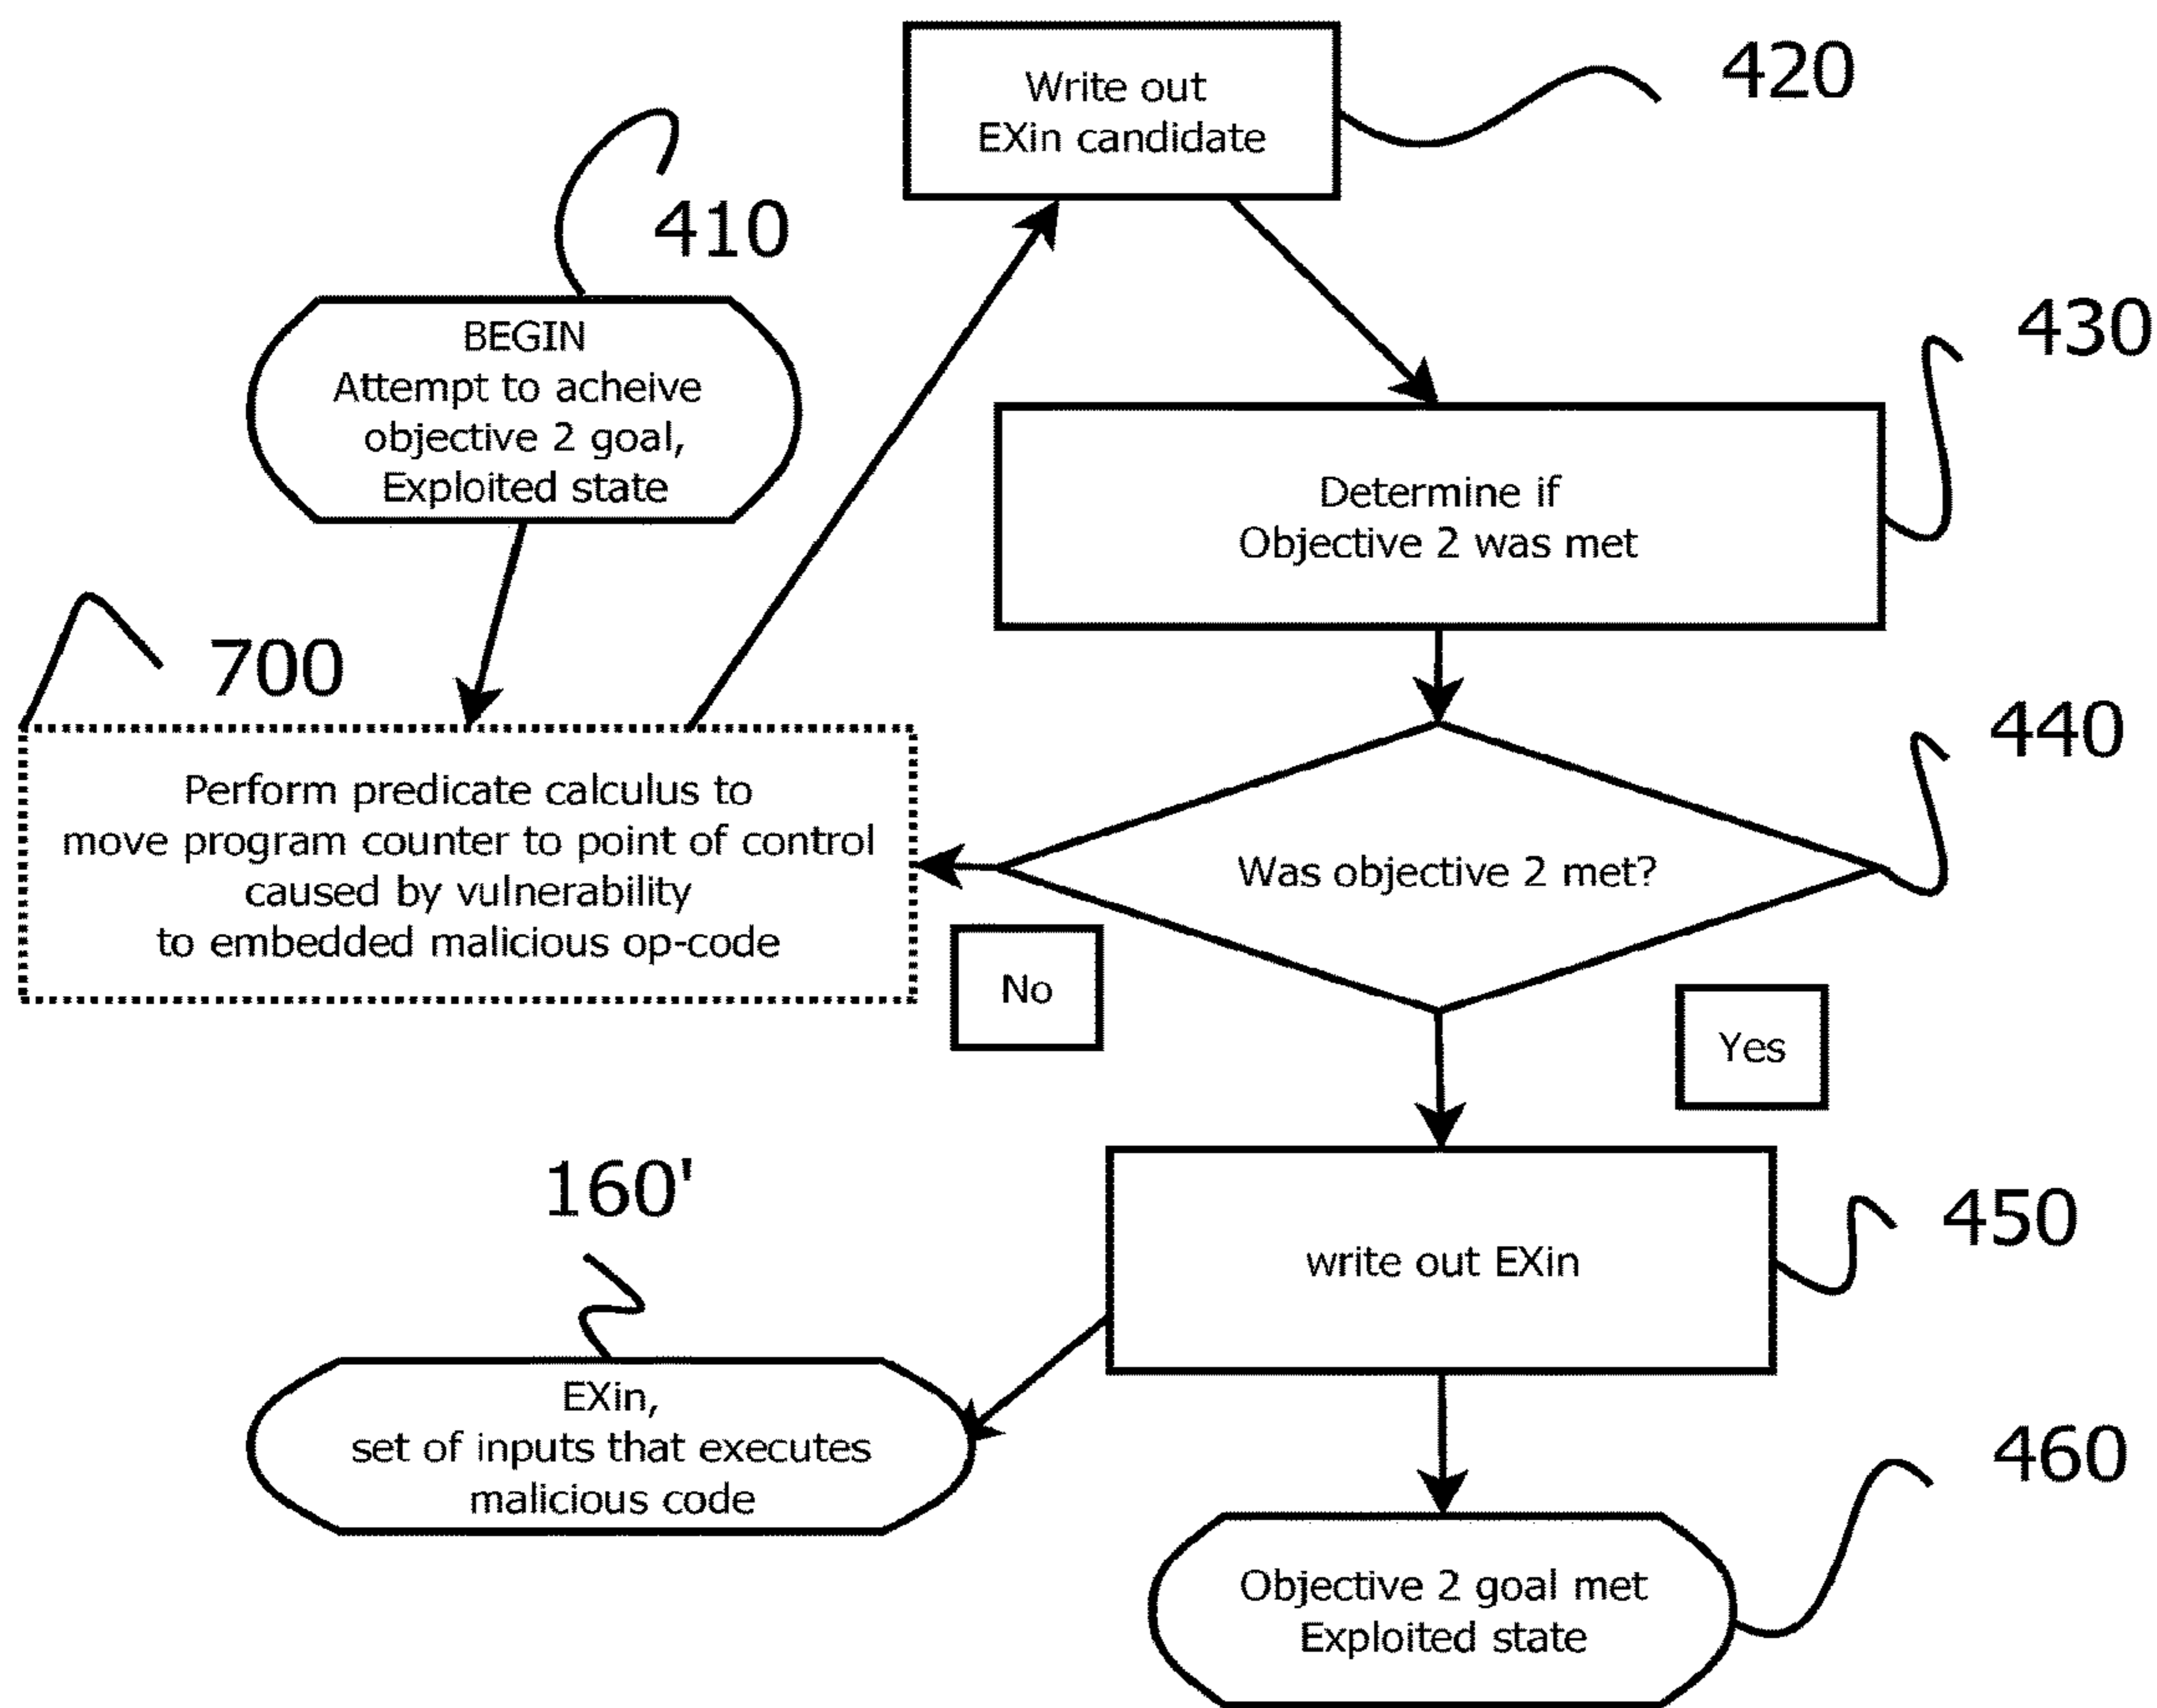 Write out
EXin candidate
420
410
BEGIN
Attempt to acheive
objective 2 goal,
Exploited state
430
Determine if
Objective 2 was met
700
Perform predicate calculus to
move program counter to point of control
caused by vulnerability
to embedded malicious op-code
440
Was objective 2 met?
No
Yes
160'
450
write out EXin
EXin,
set of inputs that executes
malicious code
460
Objective 2 goal met
Exploited state